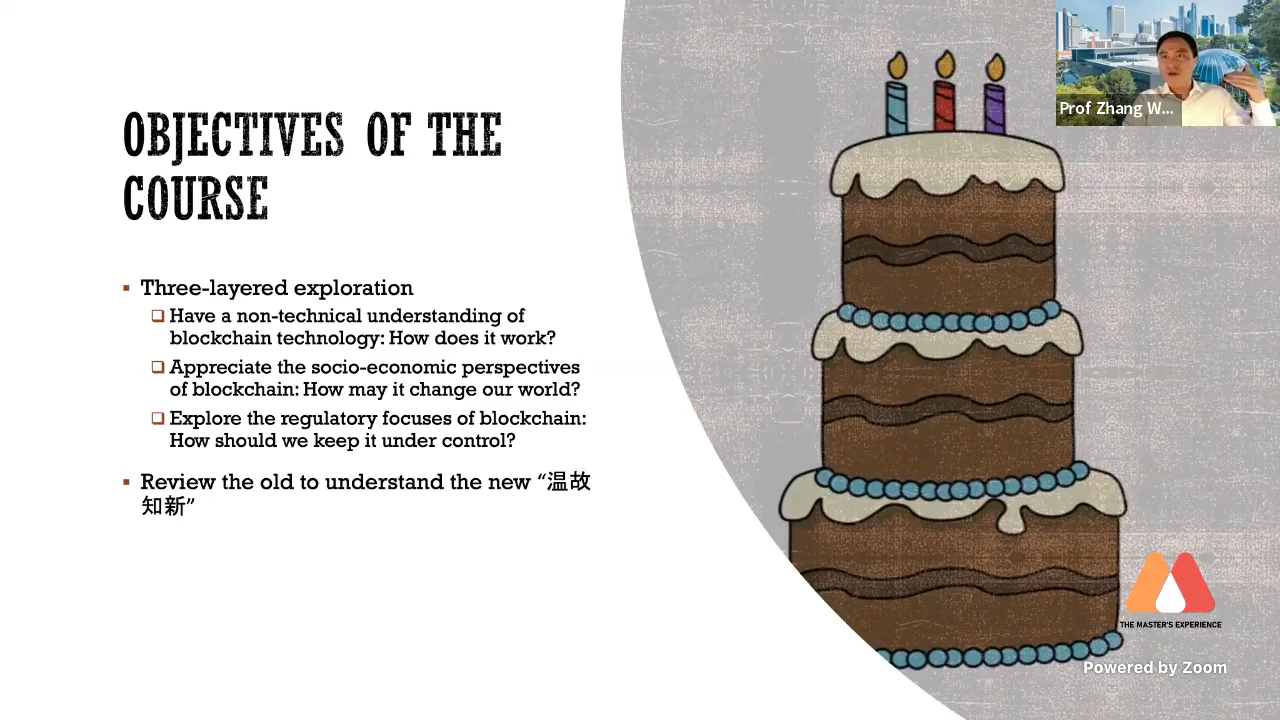 OBJECTIVES OF THE
COURSE
Three-layered exploration
Have a non-technical understanding of
blockchain technology: How does it work?
Appreciate the socio-economic perspectives
of blockchain: How may it change our world?
Explore the regulatory focuses of blockchain:
How should we keep it under control?
Review the old to understand the new “温故
知新”
Prof Zhang W...
THE MASTER'S EXPERIENCE
Powered by Zoom